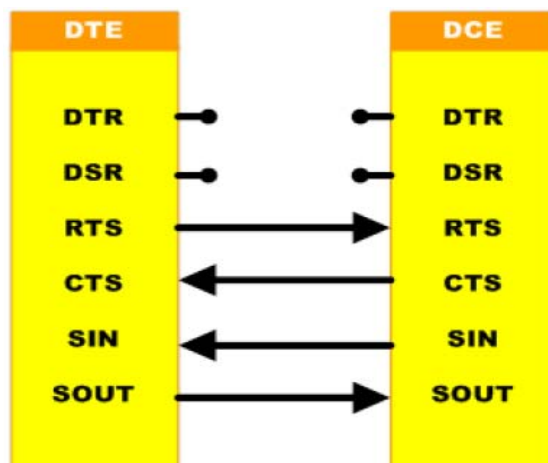 DTE DCE
DTR DTR
DSR DSR
RTS RTS
CTS CTS
SIN SIN
SOUT SOUT